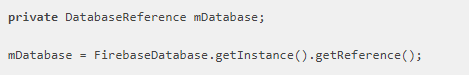 private DatabaseReference mDatabase;
mDatabase = FirebaseDatabase.getInstance().getReference();